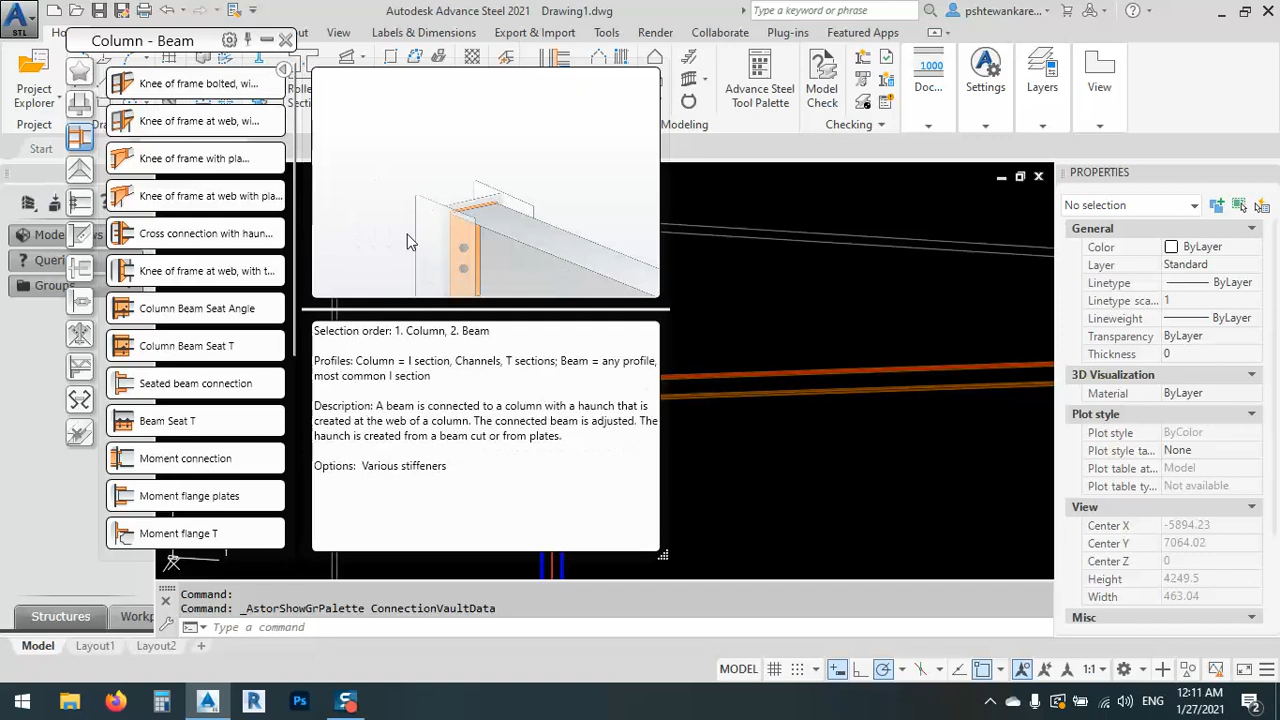 STL
Autodesk Advance Steel 2021 Drawing1.dwg
Type a keyword or phrase
pshtewankare...
Column - Beam
View
Labels & Dimensions
Export & Import
Tools
Render
Collaborate
Plug-ins
Featured Apps
Project
Explorer
Project
Advance Steel
Tool Palette
Model
Check
1000
Doc...
Settings
Layers
View
Checking
Start
Knee of frame bolted, wi...
Knee of frame at web, wi...
Knee of frame with pla...
Knee of frame at web with pla...
Cross connection with haun...
Knee of frame at web, with t...
Column Beam Seat Angle
Column Beam Seat T
Seated beam connection
Beam Seat T
Moment connection
Moment flange plates
Moment flange T
Selection order: 1. Column, 2. Beam
Profiles: Column = I section, Channels, T sections; Beam = any profile,
most common I section
Description: A beam is connected to a column with a haunch that is
created at the web of a column. The connected beam is adjusted. The
haunch is created from a beam cut or from plates.
Options: Various stiffeners
PROPERTIES
No selection
General
Color ByLayer
Layer Standard
Linetype ByLayer
Linetype sca... 1
Lineweight ByLayer
Transparency ByLayer
Thickness 0
3D Visualization
Material ByLayer
Plot style
Plot style ByColor
Plot style ta... None
Plot table at... Model
Plot table ty... Not available
View
Center X -5894.23
Center Y 7064.02
Center Z 0
Height 4249.5
Width 463.04
Misc
Command:
Command: _AstorShowGrPalette ConnectionVaultData
Type a command
Structures
Model
Layout1
Layout2
MODEL
1:1
ENG
12:11 AM
1/27/2021
2